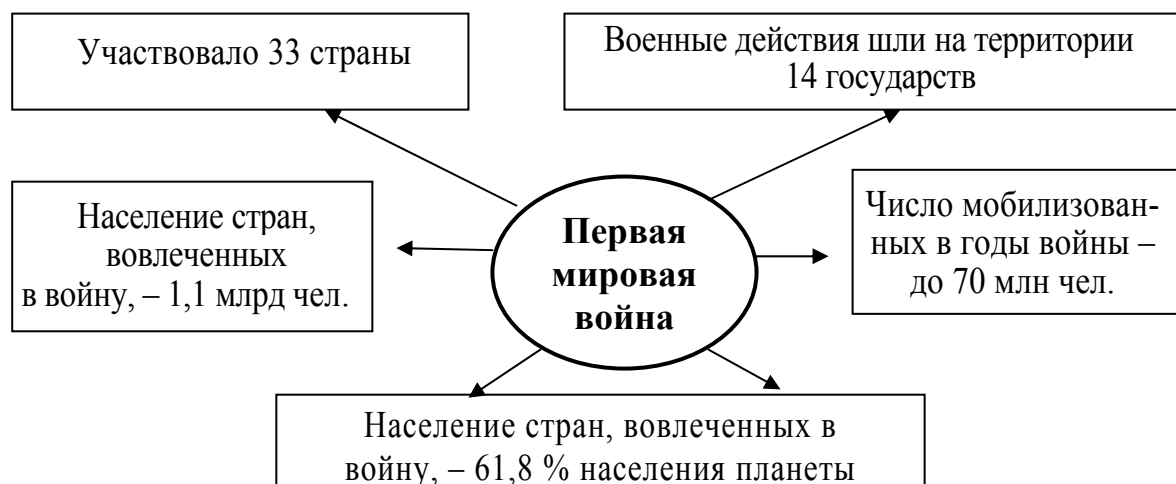 Участвовало 33 страны
Военные действия шли на территории
14 государств
Население стран,
вовлеченных
в войну, – 1,1 млрд чел.
Первая
мировая
война
Число мобилизован-
ных в годы войны –
до 70 млн чел.
Население стран, вовлеченных в
войну, – 61,8 % населения планеты